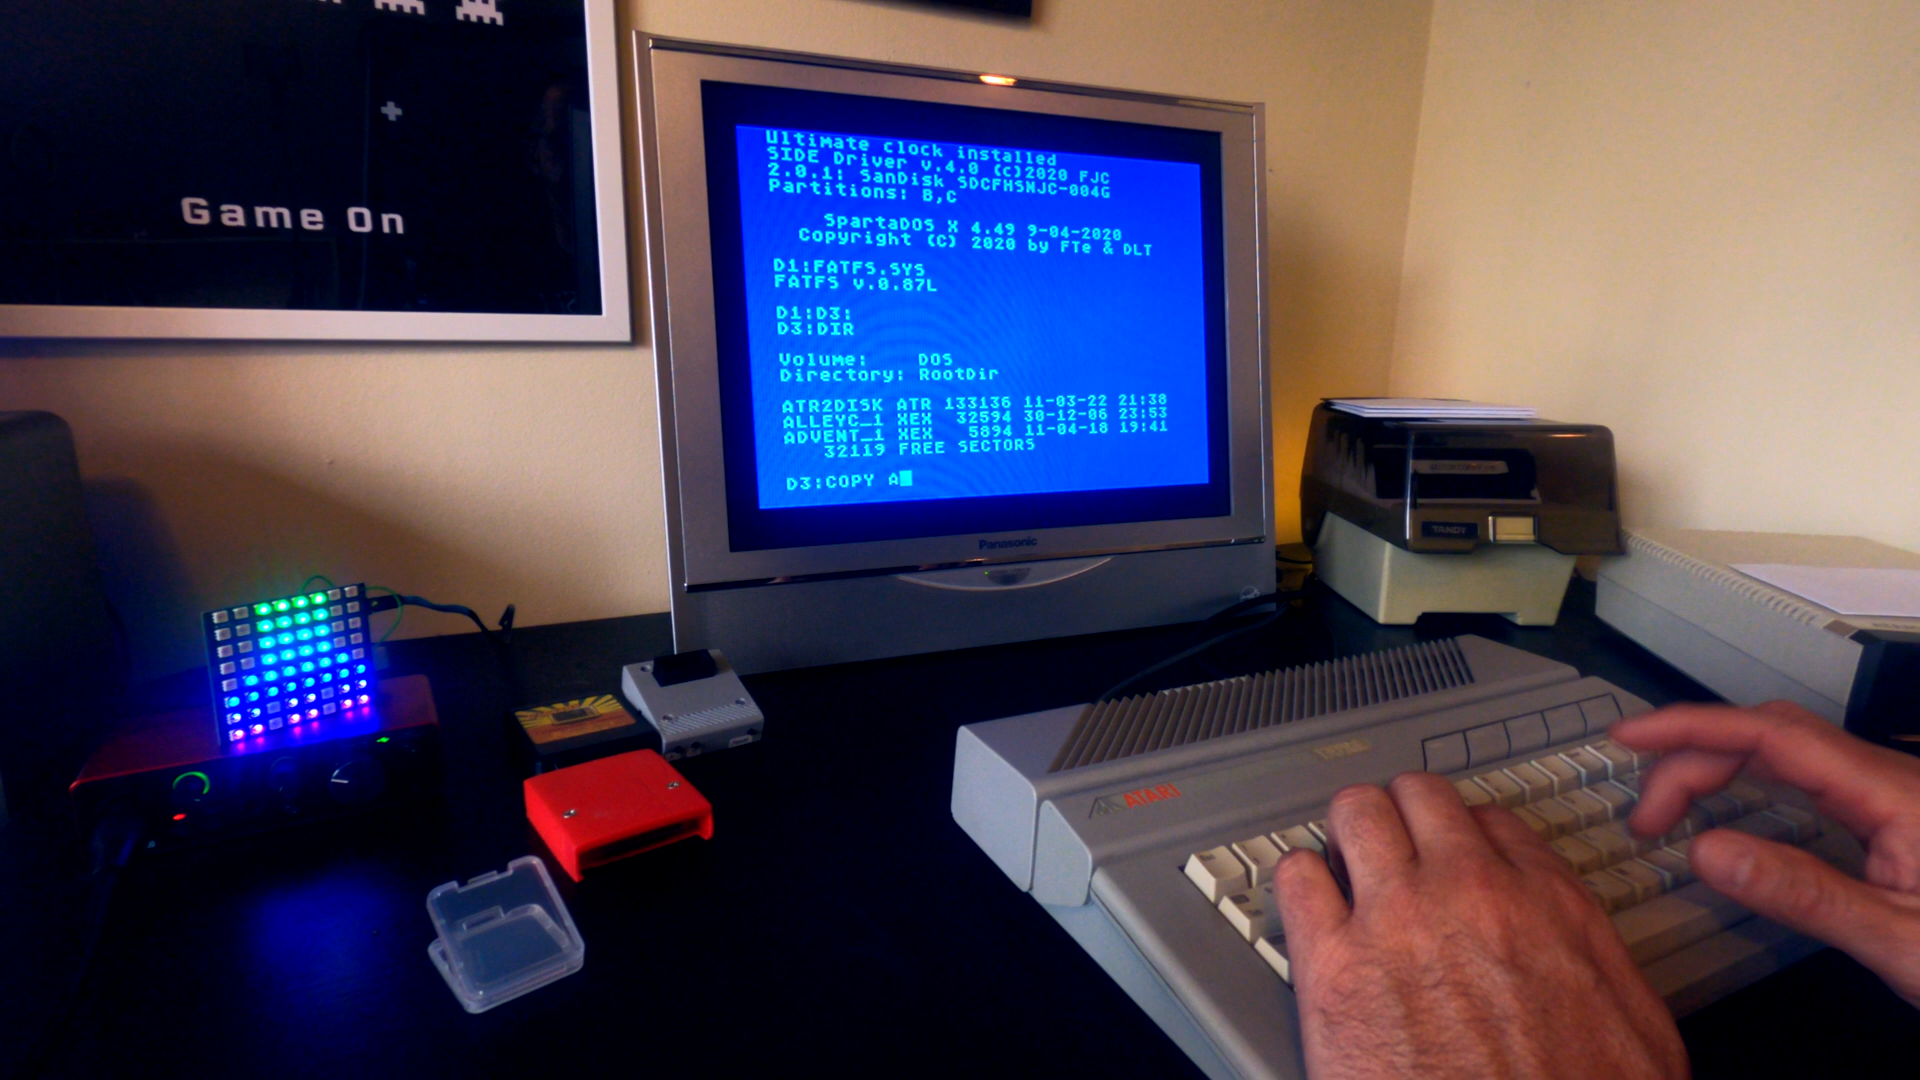 Game On
Ultimate clock installed
SIDE Driver v.4.0 (c)2020 FJC
2.0.1: SanDisk SDCFHSNJC-004G
Partitions: B,C
SpartaDOS X 4.49 9-04-2020
Copyright (C) 2020 by FTe & DLT
D1:FATFS.SYS
FATFS v.0.87L
D1:D3:
D3:DIR
Volume: DOS
Directory: RootDir
ATR2DISK ATR 133136 11-03-22 21:38
ALLEYC_1 XEX 32594 30-12-06 23:53
ADVENT_1 XEX 5894 11-04-18 19:41
32119 FREE SECTORS
D3:COPY A
Panasonic
TANDY
ATARI